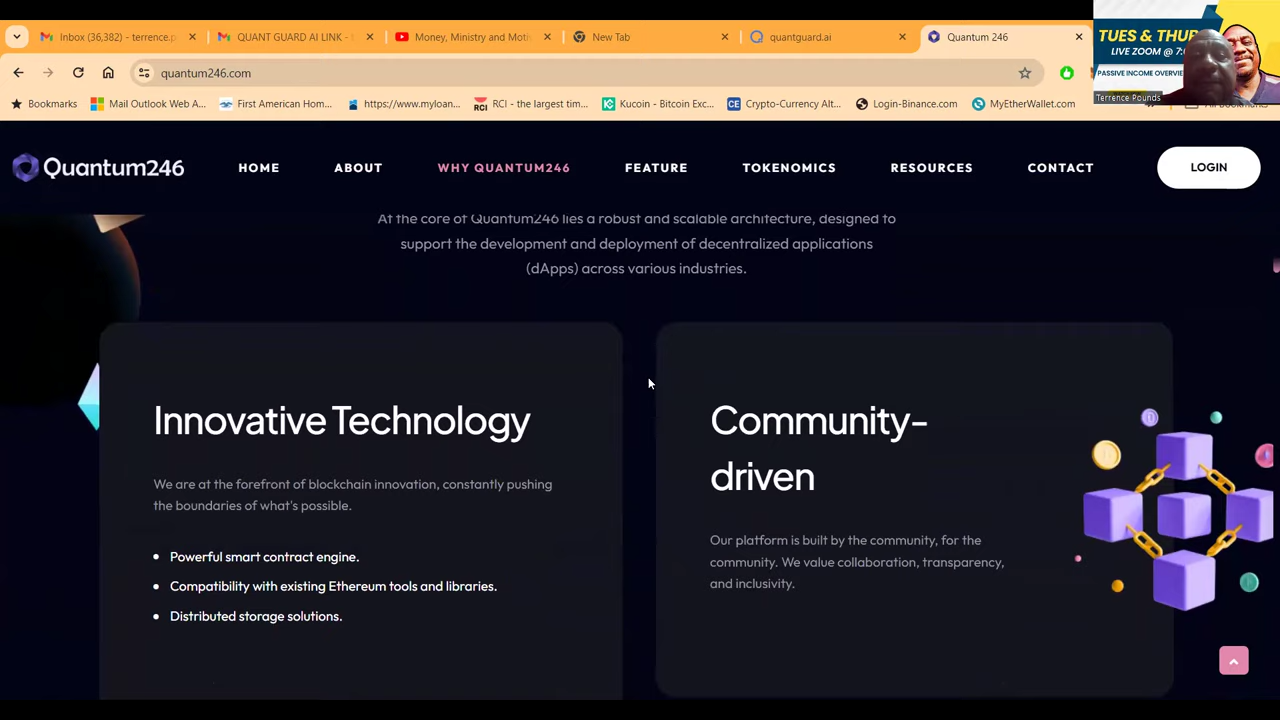 Inbox (36,382) - terrence.p
QUANT GUARD AI LINK -
Money, Ministry and Moti
New Tab
quantguard.ai
Quantum 246
TUES & THUR
LIVE ZOOM @ 7:0
PASSIVE INCOME OVERVIE
Terrence Pounds
quantum246.com
Bookmarks
Mail Outlook Web A...
First American Hom...
https://www.myloan...
RCI - the largest tim...
Kucoin - Bitcoin Exc...
Crypto-Currency Alt...
Login-Binance.com
MyEtherWallet.com
All Bookmarks
Quantum246
HOME
ABOUT
WHY QUANTUM246
FEATURE
TOKENOMICS
RESOURCES
CONTACT
LOGIN
At the core of Quantum246 lies a robust and scalable architecture, designed to
support the development and deployment of decentralized applications
(dApps) across various industries.
Innovative Technology
We are at the forefront of blockchain innovation, constantly pushing
the boundaries of what's possible.
Powerful smart contract engine.
Compatibility with existing Ethereum tools and libraries.
Distributed storage solutions.
Community-
driven
Our platform is built by the community, for the
community. We value collaboration, transparency,
and inclusivity.